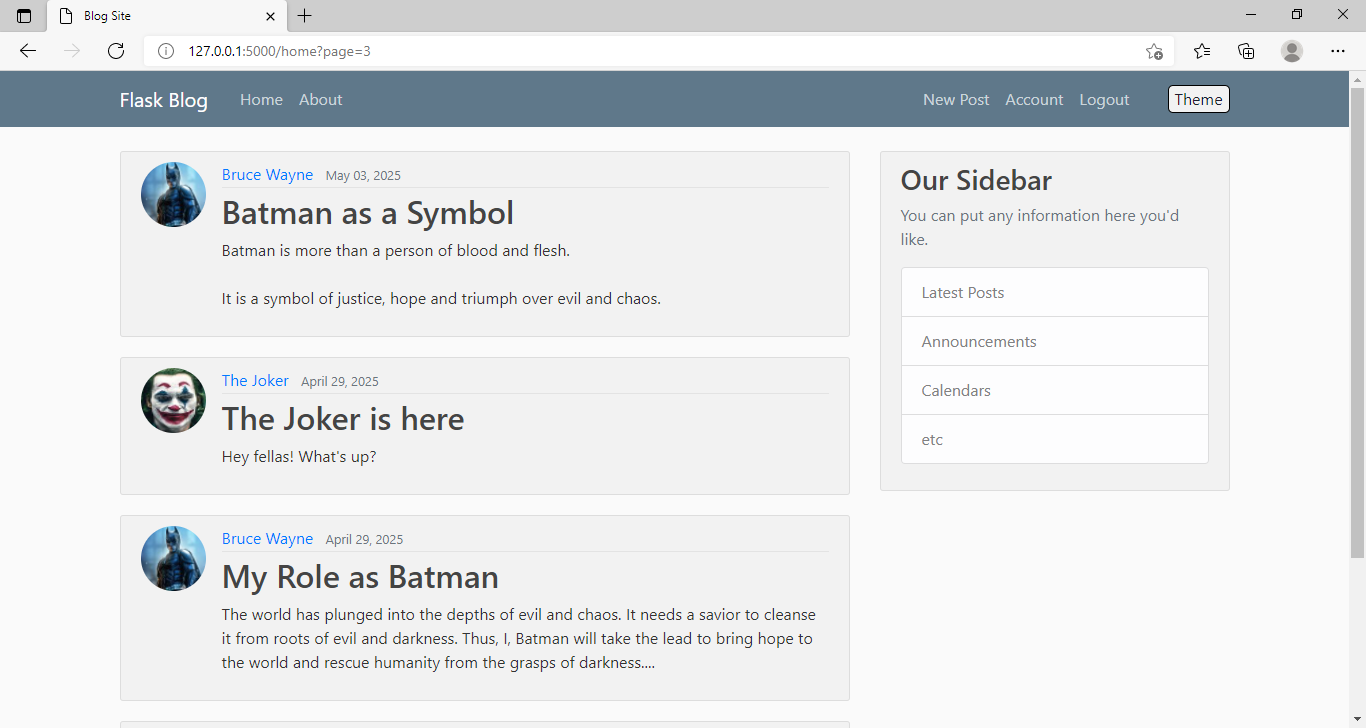 Blog Site
127.0.0.1:5000/home?page=3
Flask Blog Home About New Post Account Logout Theme
Bruce Wayne May 03, 2025
Batman as a Symbol
Batman is more than a person of blood and flesh.
It is a symbol of justice, hope and triumph over evil and chaos.
The Joker April 29, 2025
The Joker is here
Hey fellas! What's up?
Bruce Wayne April 29, 2025
My Role as Batman
The world has plunged into the depths of evil and chaos. It needs a savior to cleanse
it from roots of evil and darkness. Thus, I, Batman will take the lead to bring hope to
the world and rescue humanity from the grasps of darkness....
Our Sidebar
You can put any information here you'd
like.
Latest Posts
Announcements
Calendars
etc